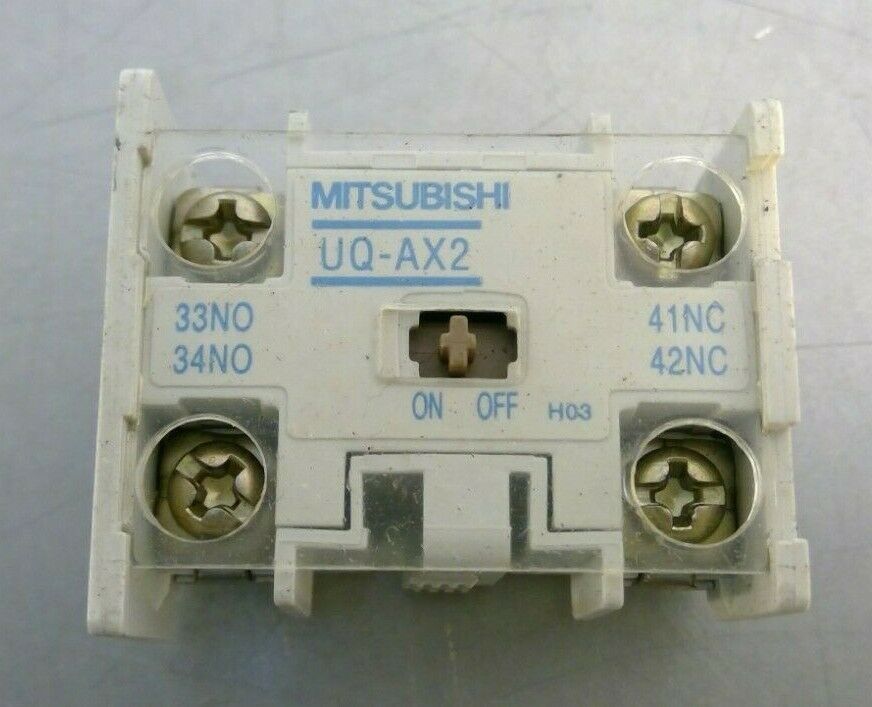 MITSUBISHI
UQ-AX2
33NO
34NO
41NC
42NC
ON OFF H03